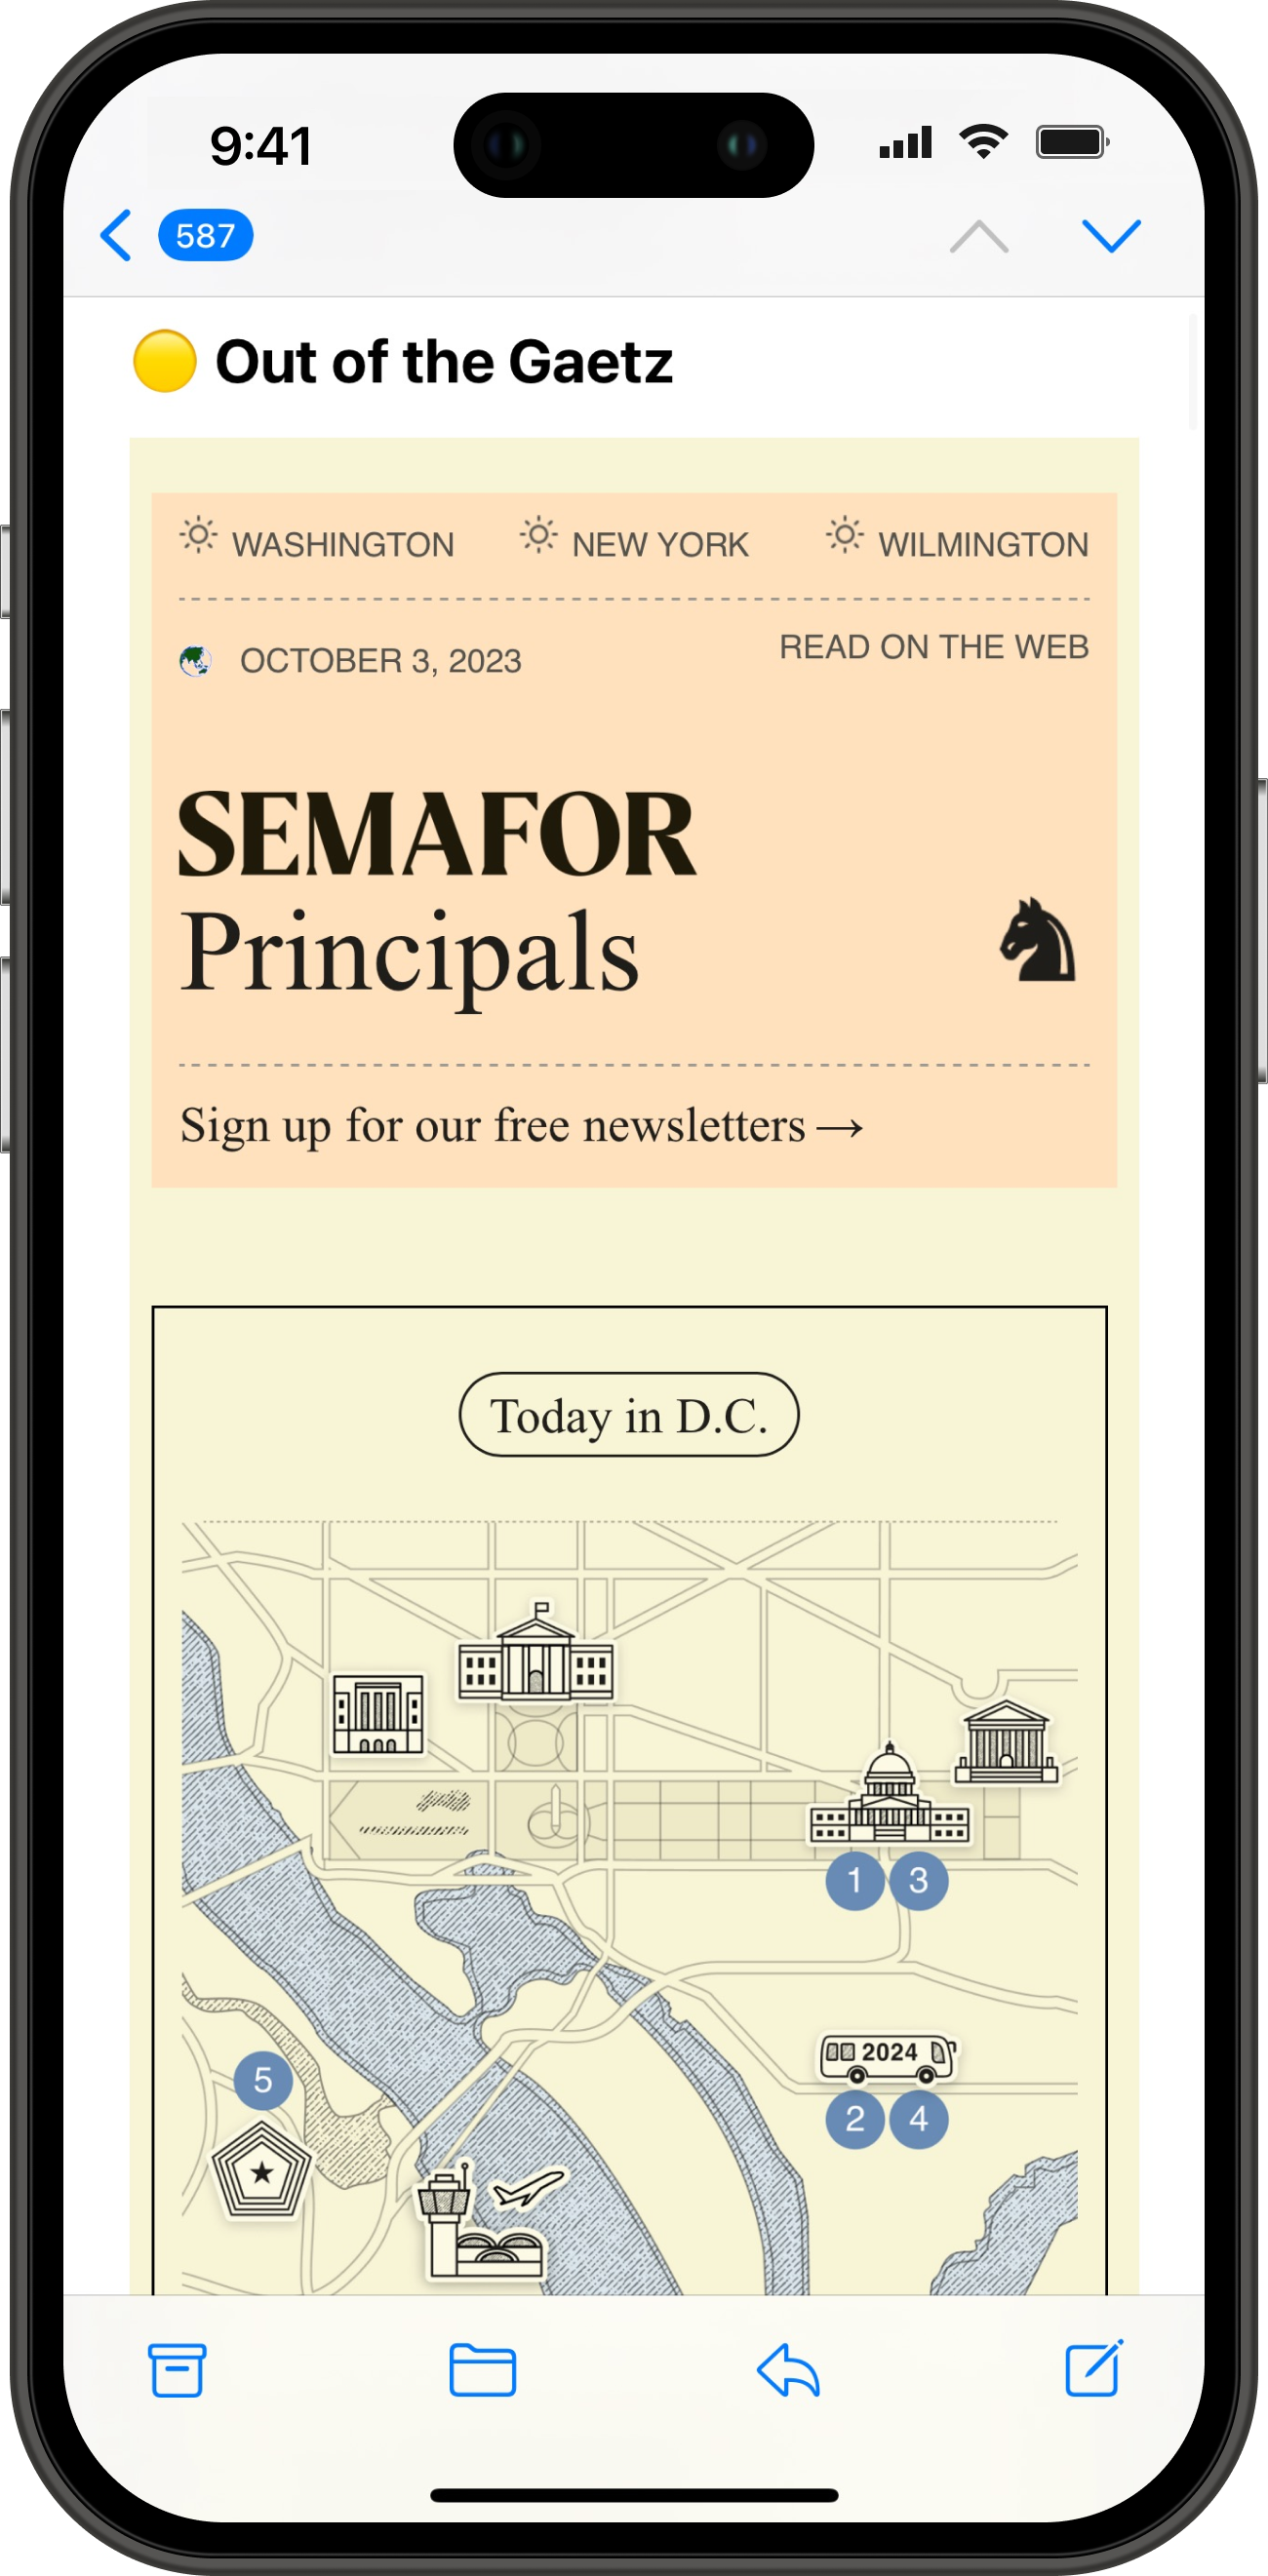 9:41
587
🟡 Out of the Gaetz
WASHINGTON NEW YORK WILMINGTON
OCTOBER 3, 2023 READ ON THE WEB
SEMAFOR
Principals
Sign up for our free newsletters →
Today in D.C.
1 3
2024
5
2 4